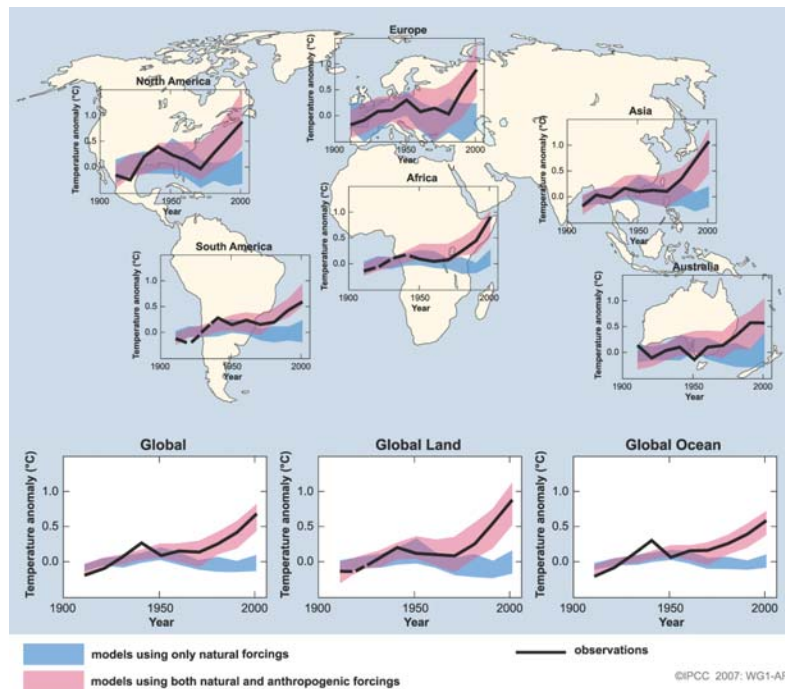 Europe
Temperature anomaly (°C)
1.0
0.5
0.0
1900
1950
2000
Year
North America
Temperature anomaly (°C)
1.0
0.5
0.0
1900
1950
2000
Year
Asia
Temperature anomaly (°C)
1.0
0.5
0.0
1900
1950
2000
Year
Africa
Temperature anomaly (°C)
1.0
0.5
0.0
1900
1950
2000
Year
South America
Temperature anomaly (°C)
1.0
0.5
0.0
1900
1950
2000
Year
Australia
Temperature anomaly (°C)
1.0
0.5
0.0
1900
1950
2000
Year
Global
Temperature anomaly (°C)
1.0
0.5
0.0
1900
1950
2000
Year
Global Land
Temperature anomaly (°C)
1.0
0.5
0.0
1900
1950
2000
Year
Global Ocean
Temperature anomaly (°C)
1.0
0.5
0.0
1900
1950
2000
Year
models using only natural forcings
observations
models using both natural and anthropogenic forcings
©IPCC 2007: WG1-AR